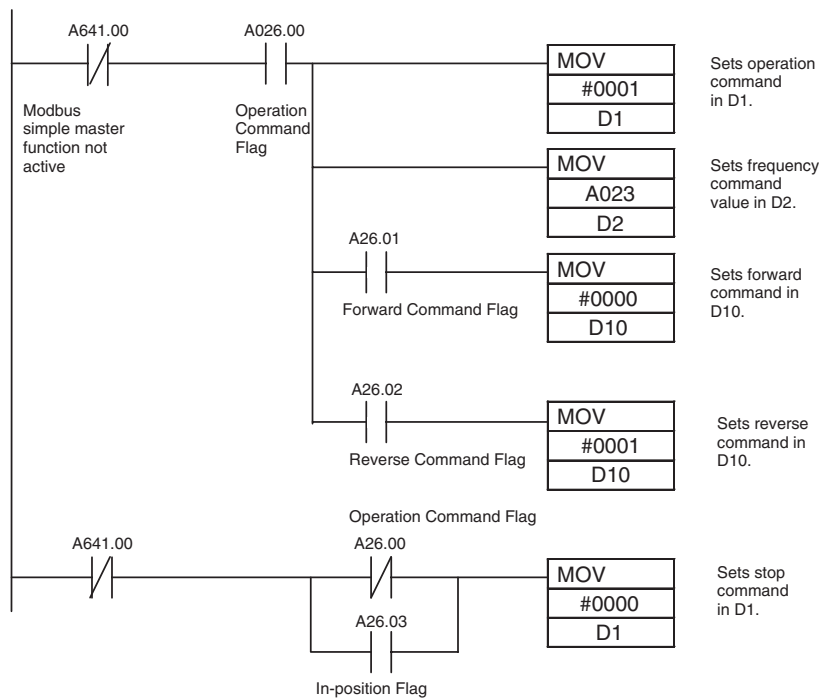 A641.00
A026.00
Modbus
simple master
function not
active
Operation
Command
Flag
MOV
#0001
D1
Sets operation
command
in D1.
MOV
A023
D2
Sets frequency
command
value in D2.
A26.01
Forward Command Flag
MOV
#0000
D10
Sets forward
command in
D10.
A26.02
Reverse Command Flag
MOV
#0001
D10
Sets reverse
command in
D10.
Operation Command Flag
A641.00
A26.00
A26.03
In-position Flag
MOV
#0000
D1
Sets stop
command
in D1.